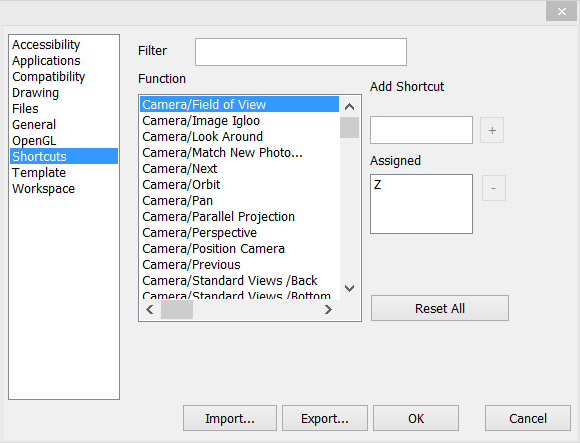 Accessibility
Applications
Compatibility
Drawing
Files
General
OpenGL
Shortcuts
Template
Workspace
Filter
Function
Camera/Field of View
Camera/Image Igloo
Camera/Look Around
Camera/Match New Photo...
Camera/Next
Camera/Orbit
Camera/Pan
Camera/Parallel Projection
Camera/Perspective
Camera/Position Camera
Camera/Previous
Camera/Standard Views /Back
Camera/Standard Views /Bottom
Add Shortcut
+
Assigned
Z
-
Reset All
Import...
Export...
OK
Cancel